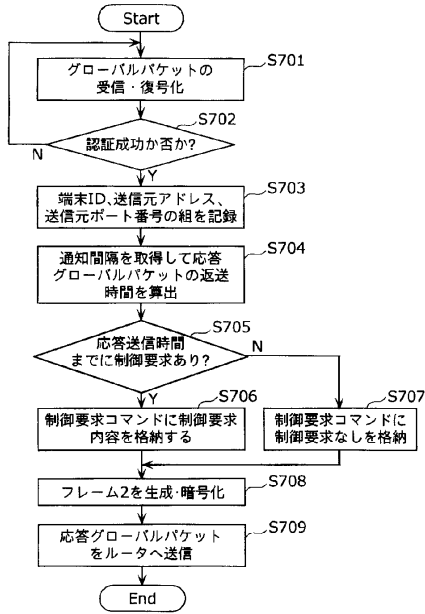 Start
S701
グローバルパケットの
受信・復号化
S702
認証成功か否か?
N
Y
S703
端末ID、送信元アドレス、
送信元ポート番号の組を記録
S704
通知間隔を取得して応答
グローバルパケットの返送
時間を算出
S705
応答送信時間
までに制御要求あり?
N
Y
S706
制御要求コマンドに制御要求
内容を格納する
S707
制御要求コマンドに
制御要求なしを格納
S708
フレーム2を生成・暗号化
S709
応答グローバルパケット
をルータへ送信
End